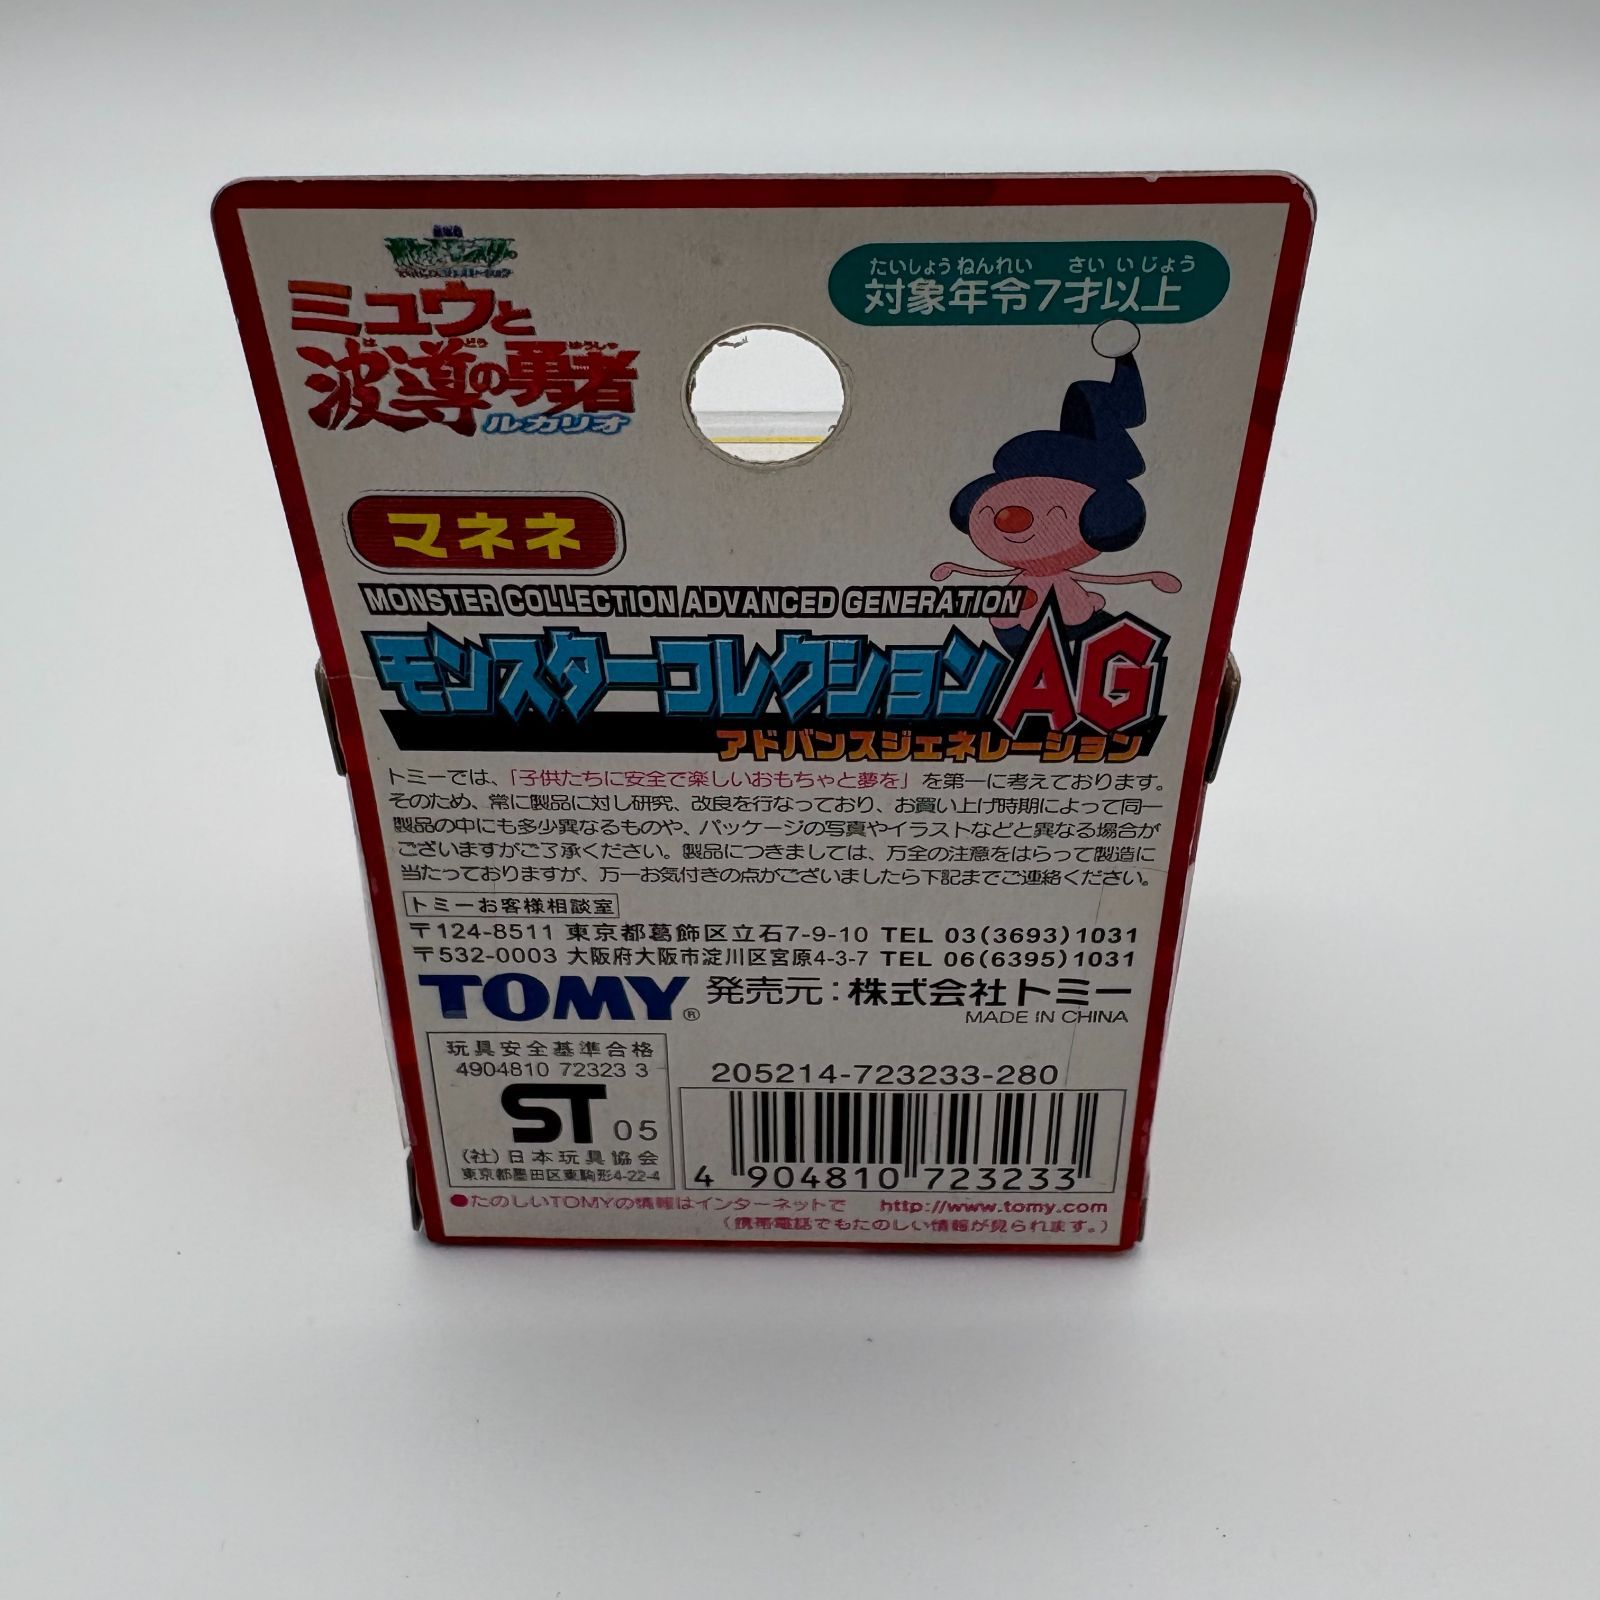 劇場版
ミュウと
波導の勇者
はどう ゆうしゃ
ルカリオ
たいしょうねんれい さいいじょう
対象年令7才以上
マネネ
MONSTER COLLECTION ADVANCED GENERATION
モンスターコレクションAG
アドバンスジェネレーション
トミーでは、「子供たちに安全で楽しいおもちゃと夢を」を第一に考えております。
そのため、常に製品に対し研究、改良を行なっており、お買い上げ時期によって同一
製品の中にも多少異なるものや、パッケージの写真やイラストなどと異なる場合が
ございますがご了承ください。製品につきましては、万全の注意をはらって製造に
当たっておりますが、万一お気付きの点がございましたら下記までご連絡ください。
トミーお客様相談室
〒124-8511 東京都葛飾区立石7-9-10 TEL 03(3693)1031
〒532-0003 大阪府大阪市淀川区宮原4-3-7 TEL 06(6395)1031
TOMY® 発売元:株式会社トミー
MADE IN CHINA
玩具安全基準合格
4904810 72323 3
ST 05
(社)日本玩具協会
東京都墨田区東駒形4-22-4
205214-723233-280
4 904810 723233
●たのしいTOMYの情報はインターネットで http://www.tomy.com
(携帯電話でもたのしい情報が見られます。)